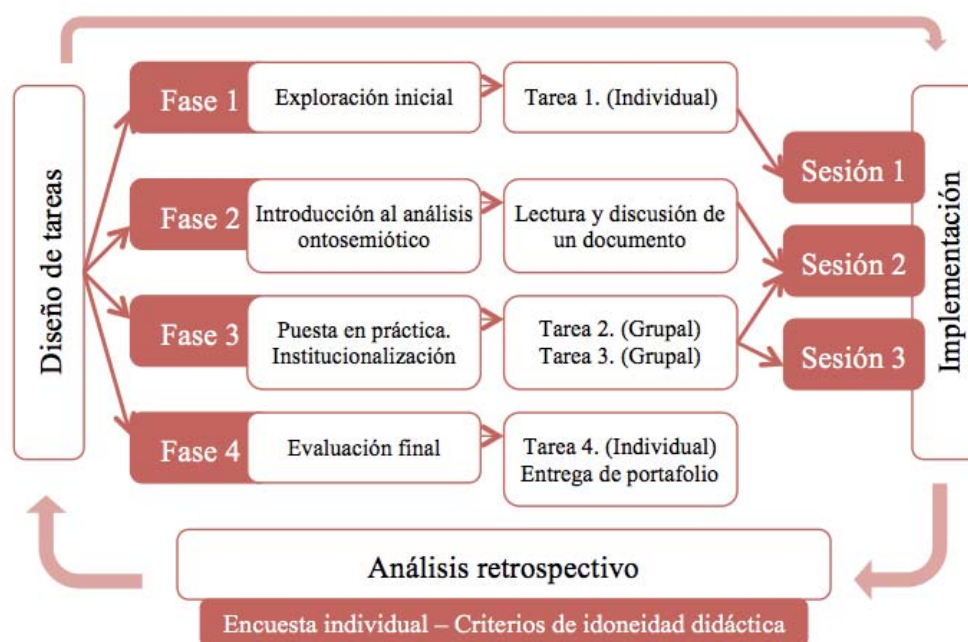 Diseño de tareas
Fase 1
Exploración inicial
Tarea 1. (Individual)
Fase 2
Introducción al análisis
ontosemiótico
Lectura y discusión de
un documento
Fase 3
Puesta en práctica.
Institucionalización
Tarea 2. (Grupal)
Tarea 3. (Grupal)
Fase 4
Evaluación final
Tarea 4. (Individual)
Entrega de portafolio
Sesión 1
Sesión 2
Sesión 3
Implementación
Análisis retrospectivo
Encuesta individual – Criterios de idoneidad didáctica